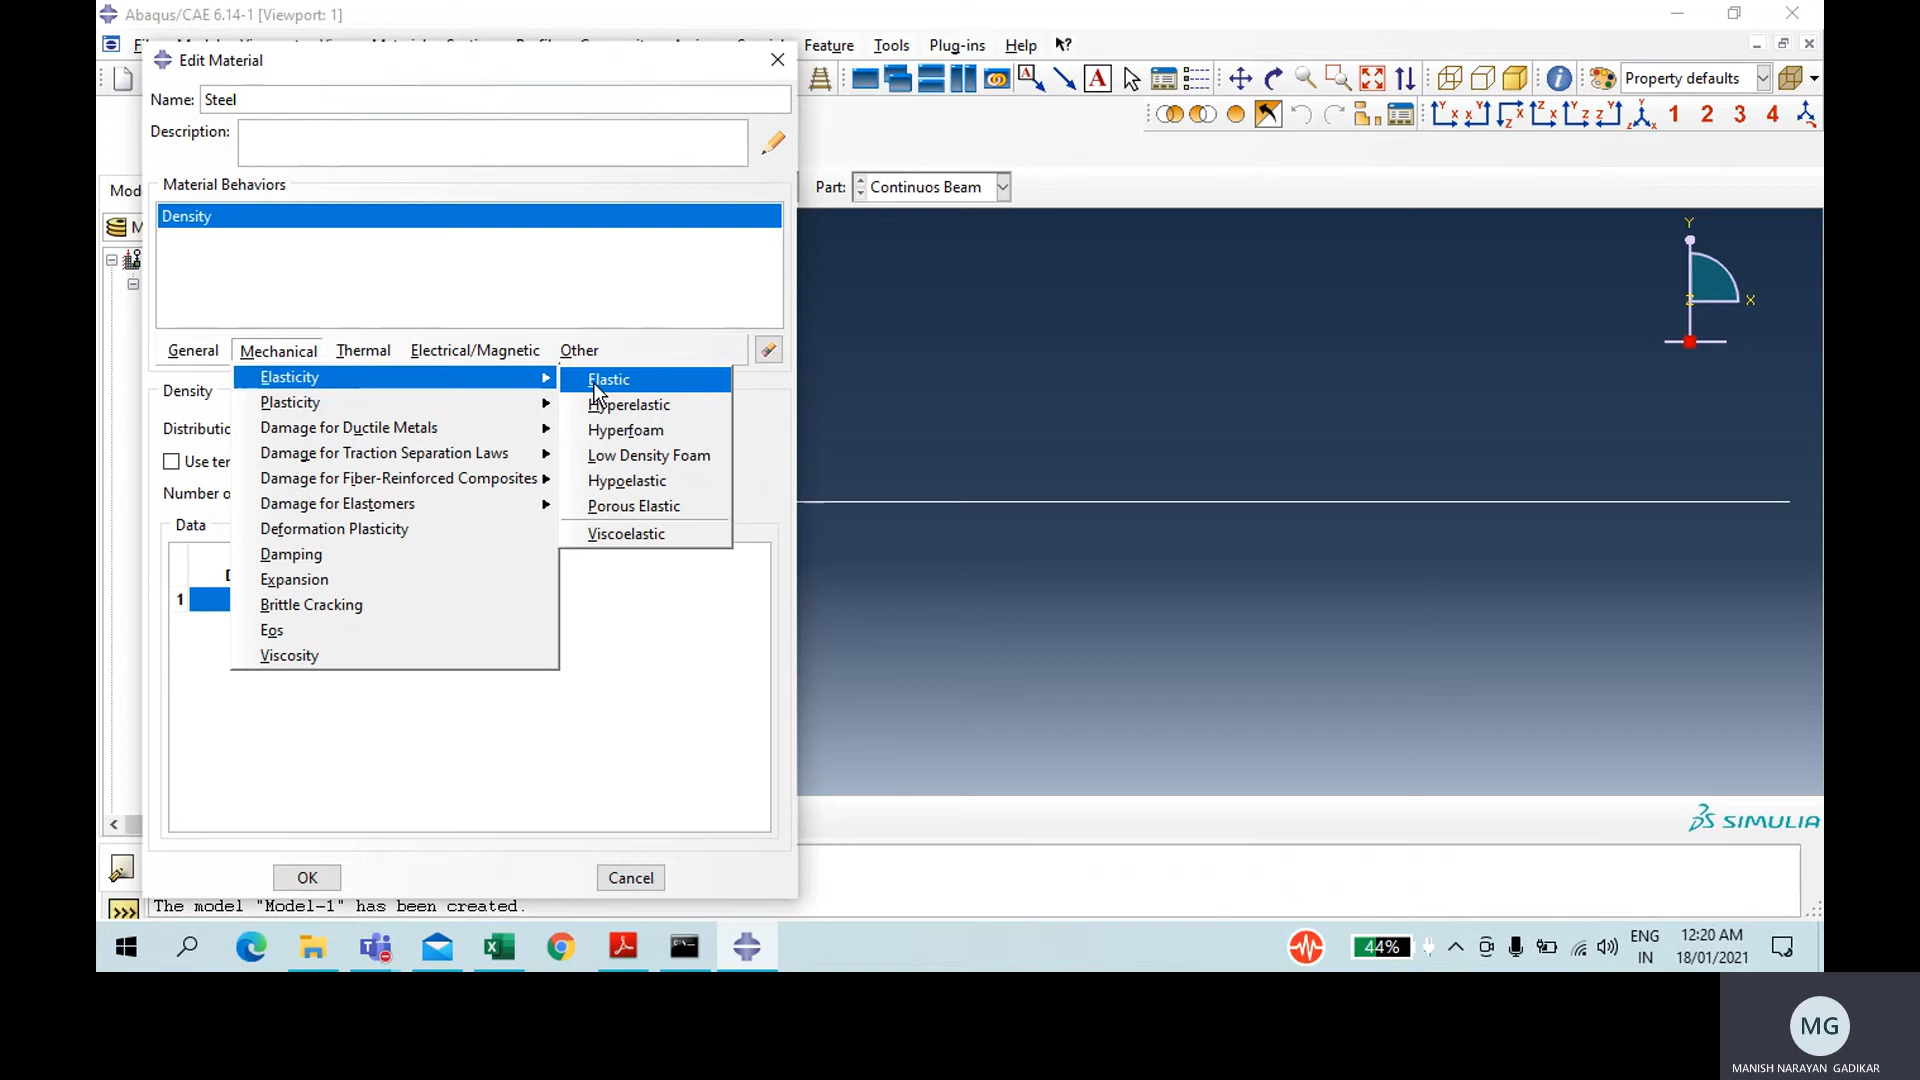 Abaqus/CAE 6.14-1 [Viewport: 1]
Feature Tools Plug-ins Help
Edit Material
Name: Steel
Description:
Property defaults
1 2 3 4
Material Behaviors
Part: Continuos Beam
Density
General Mechanical Thermal Electrical/Magnetic Other
Elasticity
Plasticity
Damage for Ductile Metals
Damage for Traction Separation Laws
Damage for Fiber-Reinforced Composites
Damage for Elastomers
Deformation Plasticity
Damping
Expansion
Brittle Cracking
Eos
Viscosity
Elastic
Hyperelastic
Hyperfoam
Low Density Foam
Hypoelastic
Porous Elastic
Viscoelastic
Density
Distributio
Use ter
Number o
Data
D
1
Y
Z
X
SIMULIA
OK Cancel
The model "Model-1" has been created.
44%
ENG
IN
12:20 AM
18/01/2021
MG
MANISH NARAYAN GADIKAR